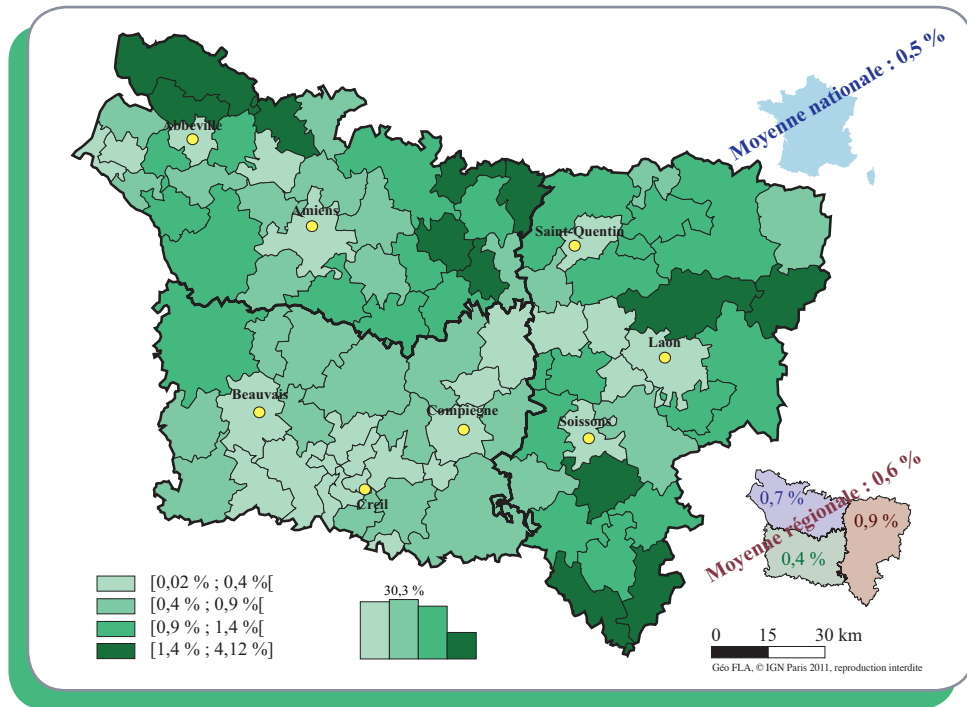 Moyenne nationale : 0,5 %
Abbeville
Amiens
Saint-Quentin
Laon
Beauvais
Compiègne
Soissons
Creil
Moyenne régionale : 0,6 %
0,7 %
0,9 %
0,4 %
[0,02 % ; 0,4 %[
[0,4 % ; 0,9 %[
[0,9 % ; 1,4 %[
[1,4 % ; 4,12 %]
30,3 %
0 15 30 km
Géo FLA, © IGN Paris 2011, reproduction interdite